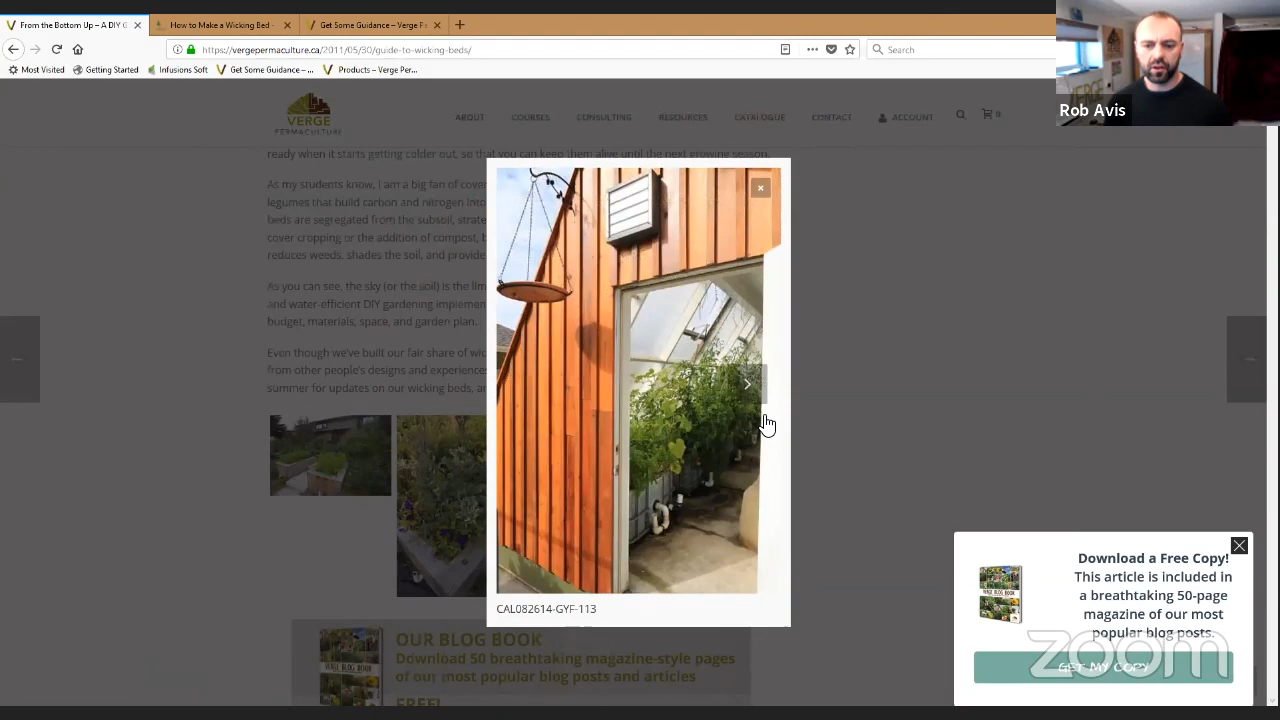 From the Bottom Up – A DIY G
How to Make a Wicking Bed -
Get Some Guidance – Verge Pe
https://vergepermaculture.ca/2011/05/30/guide-to-wicking-beds/
Search
Most Visited
Getting Started
Infusions Soft
Get Some Guidance –...
Products – Verge Per...
Rob Avis
VERGE
PERMACULTURE
ABOUT
COURSES
CONSULTING
RESOURCES
CATALOGUE
CONTACT
ACCOUNT
0
ready when it starts getting colder out, so that you can keep them alive until the next growing season.
As my students know, I am a big fan of cover
legumes that build carbon and nitrogen into
beds are segregated from the subsoil, strate
cover cropping or the addition of compost, b
reduces weeds, shades the soil, and provide
As you can see, the sky (or the soil) is the lim
and water-efficient DIY gardening implemen
budget, materials, space, and garden plan.
Even though we've built our fair share of wic
from other people's designs and experiences
summer for updates on our wicking beds, an
CAL082614-GYF-113
OUR BLOG BOOK
Download 50 breathtaking magazine-style pages
of our most popular blog posts and articles
FREE!
VERGE BLOG BOOK
Download a Free Copy!
This article is included in
a breathtaking 50-page
magazine of our most
popular blog posts.
VERGE BLOG BOOK
GET MY COPY
zoom